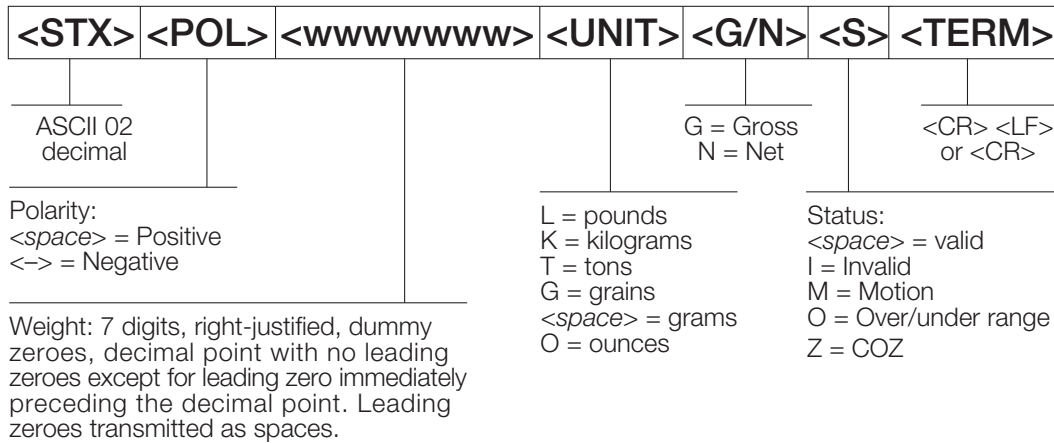 <STX> <POL> <wwwwwww> <UNIT> <G/N> <S> <TERM>
ASCII 02
decimal
G = Gross
N = Net
<CR> <LF>
or <CR>
Polarity:
<space> = Positive
<–> = Negative
L = pounds
K = kilograms
T = tons
G = grains
<space> = grams
O = ounces
Status:
<space> = valid
I = Invalid
M = Motion
O = Over/under range
Z = COZ
Weight: 7 digits, right-justified, dummy
zeroes, decimal point with no leading
zeroes except for leading zero immediately
preceding the decimal point. Leading
zeroes transmitted as spaces.